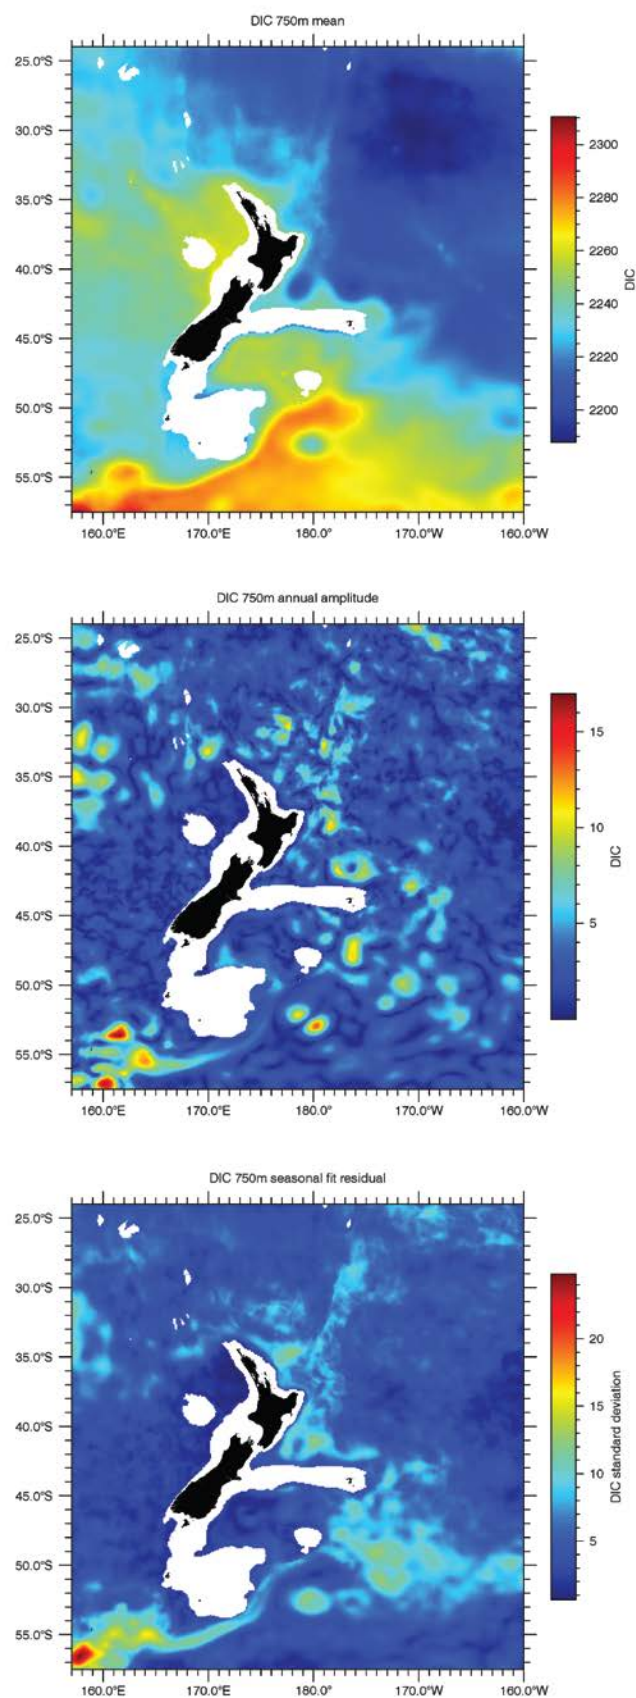 DIC 750m mean
25.0°S
30.0°S
35.0°S
40.0°S
45.0°S
50.0°S
55.0°S
160.0°E 170.0°E 180.0° 170.0°W 160.0°W
2300
2280
2260
2240
2220
2200
DIC
DIC 750m annual amplitude
25.0°S
30.0°S
35.0°S
40.0°S
45.0°S
50.0°S
55.0°S
160.0°E 170.0°E 180.0° 170.0°W 160.0°W
15
10
5
DIC
DIC 750m seasonal fit residual
25.0°S
30.0°S
35.0°S
40.0°S
45.0°S
50.0°S
55.0°S
160.0°E 170.0°E 180.0° 170.0°W 160.0°W
20
15
10
5
DIC standard deviation